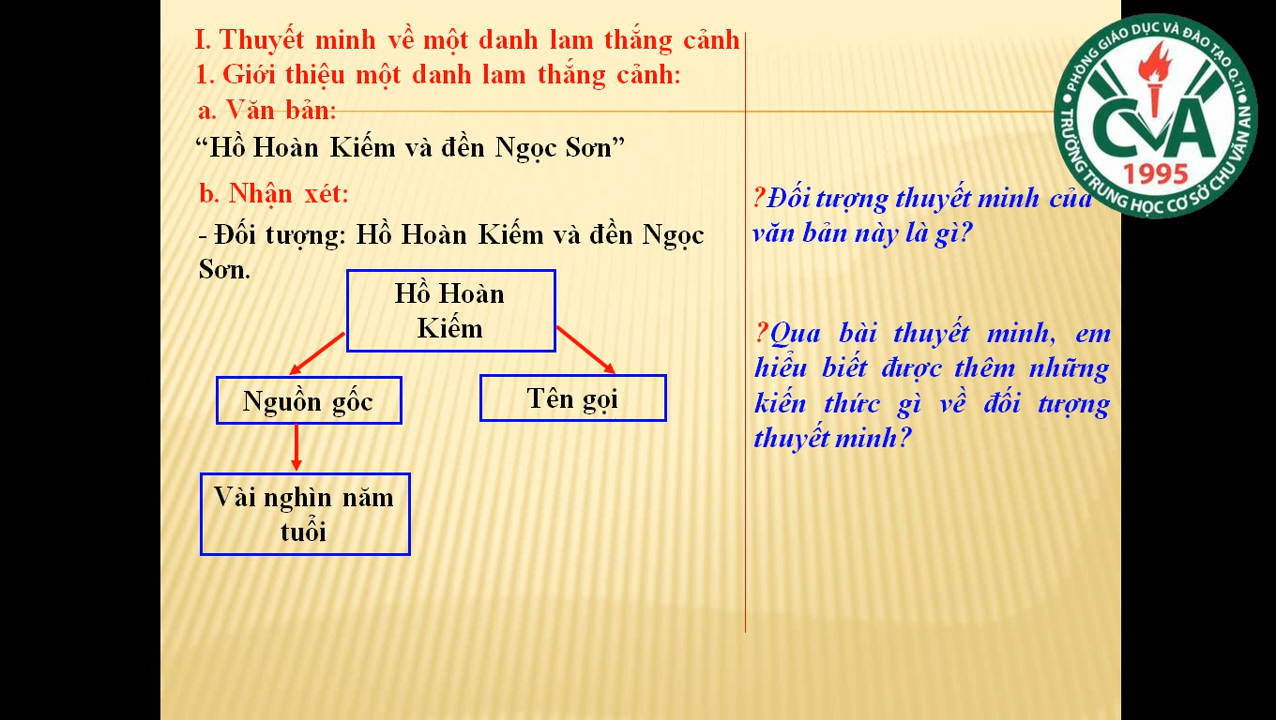 I. Thuyết minh về một danh lam thắng cảnh
1. Giới thiệu một danh lam thắng cảnh:
a. Văn bản:
“Hồ Hoàn Kiếm và đền Ngọc Sơn”
b. Nhận xét:
- Đối tượng: Hồ Hoàn Kiếm và đền Ngọc
Sơn.
Hồ Hoàn
Kiếm
Nguồn gốc
Tên gọi
Vài nghìn năm
tuổi
?Đối tượng thuyết minh của
văn bản này là gì?
?Qua bài thuyết minh, em
hiểu biết được thêm những
kiến thức gì về đối tượng
thuyết minh?
PHÒNG GIÁO DỤC VÀ ĐÀO TẠO Q.11
CVA
1995
TRƯỜNG TRUNG HỌC CƠ SỞ CHU VĂN AN